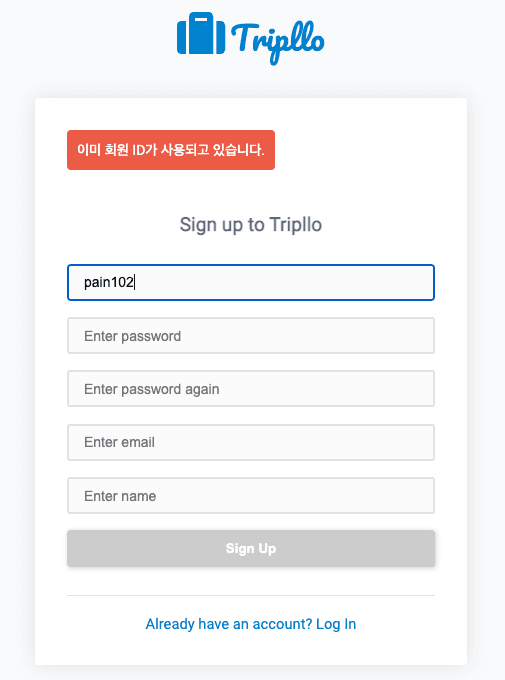 Tripllo
이미 회원 ID가 사용되고 있습니다.
Sign up to Tripllo
pain102
Enter password
Enter password again
Enter email
Enter name
Sign Up
Already have an account? Log In